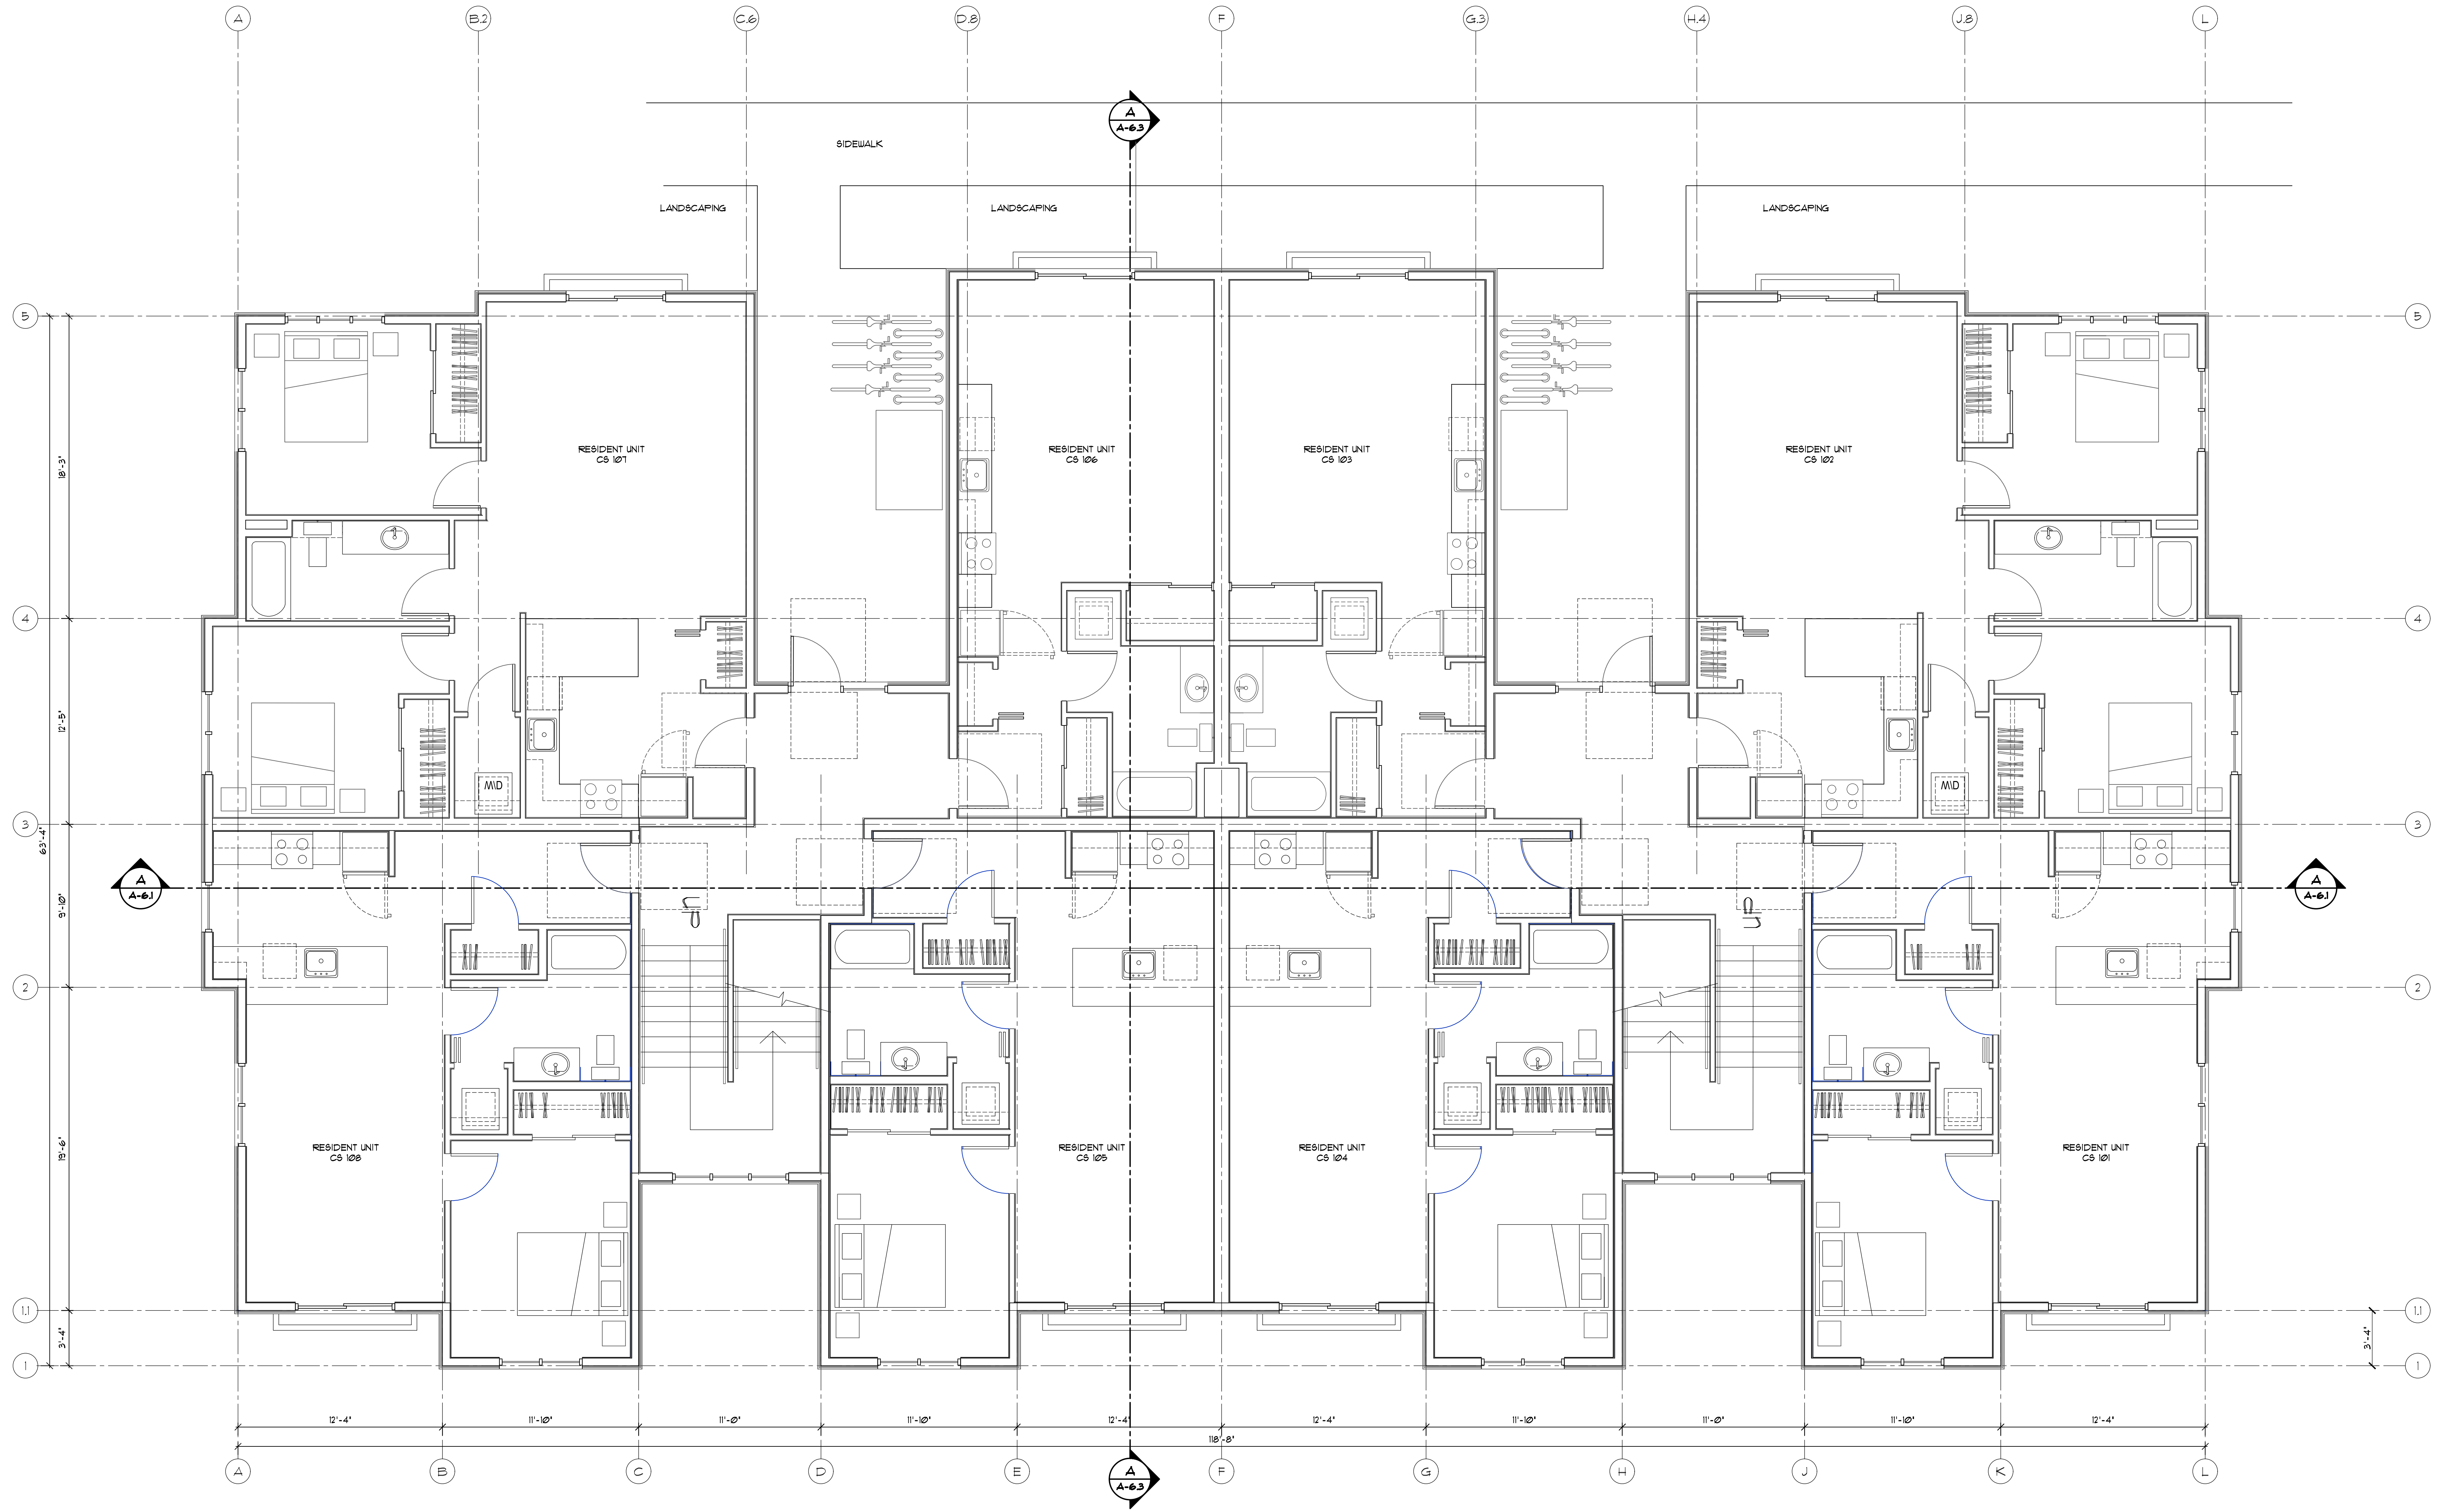 A B.2 C.6 D.8 F G.3 H.4 J.8 L
A
A-6.3
SIDEWALK
LANDSCAPING LANDSCAPING LANDSCAPING
5 5
18'-3"
RESIDENT UNIT
CS 107
RESIDENT UNIT
CS 106
RESIDENT UNIT
CS 103
RESIDENT UNIT
CS 102
4 4
12'-5"
W\D W\D
3 3
63'-4"
A
A-6.1
A
A-6.1
9'-10"
UP UP
2 2
19'-6"
RESIDENT UNIT
CS 108
RESIDENT UNIT
CS 105
RESIDENT UNIT
CS 104
RESIDENT UNIT
CS 101
1.1 1.1
3'-4" 3'-4"
1 1
12'-4" 11'-10" 11'-0" 11'-10" 12'-4" 12'-4" 11'-10" 11'-0" 11'-10" 12'-4"
118'-8"
A B C D E F G H J K L
A
A-6.3